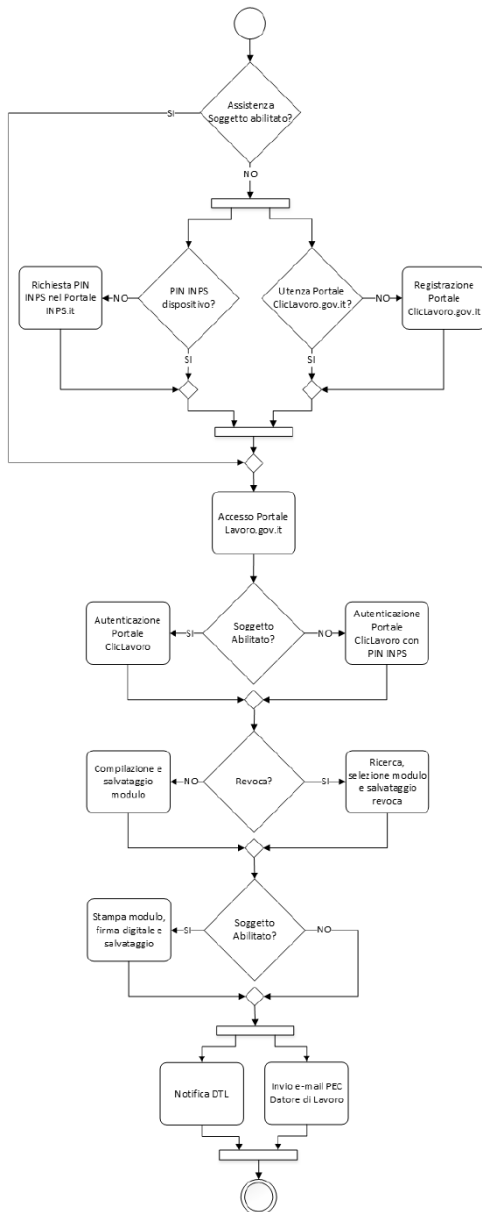 Assistenza
Soggetto abilitato?
SI
NO
Richiesta PIN
INPS nel Portale
INPS.it
NO
PIN INPS
dispositivo?
Utenza Portale
ClicLavoro.gov.it?
NO
Registrazione
Portale
ClicLavoro.gov.it
SI
SI
Accesso Portale
Lavoro.gov.it
Autenticazione
Portale
ClicLavoro
SI
Soggetto
Abilitato?
NO
Autenticazione
Portale
ClicLavoro con
PIN INPS
Compilazione e
salvataggio
modulo
NO
Revoca?
SI
Ricerca,
selezione modulo
e salvataggio
revoca
Stampa modulo,
firma digitale e
salvataggio
SI
Soggetto
Abilitato?
NO
Notifica DTL
Invio e-mail PEC
Datore di Lavoro